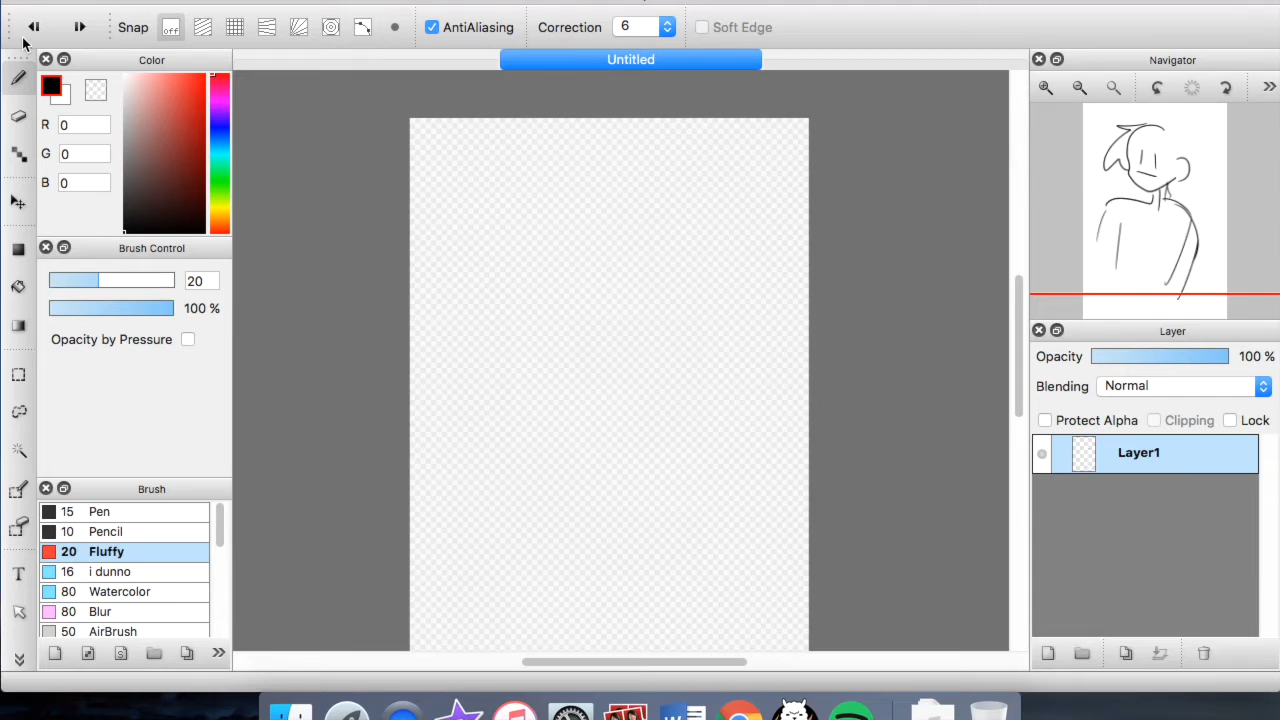 Snap off AntiAliasing Correction 6 Soft Edge
Color
Untitled
Navigator
R 0
G 0
B 0
Brush Control
20
100 %
Opacity by Pressure
Layer
Opacity 100 %
Blending Normal
Protect Alpha Clipping Lock
Layer1
Brush
15 Pen
10 Pencil
20 Fluffy
16 i dunno
80 Watercolor
80 Blur
50 AirBrush
T
W